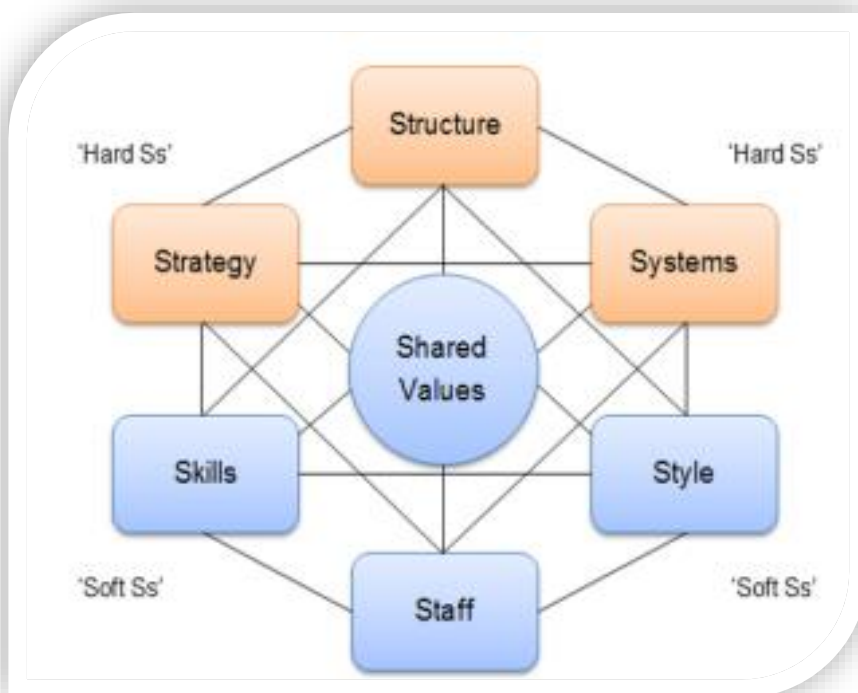 Structure
'Hard Ss'
'Hard Ss'
Strategy
Systems
Shared
Values
Skills
Style
'Soft Ss'
'Soft Ss'
Staff